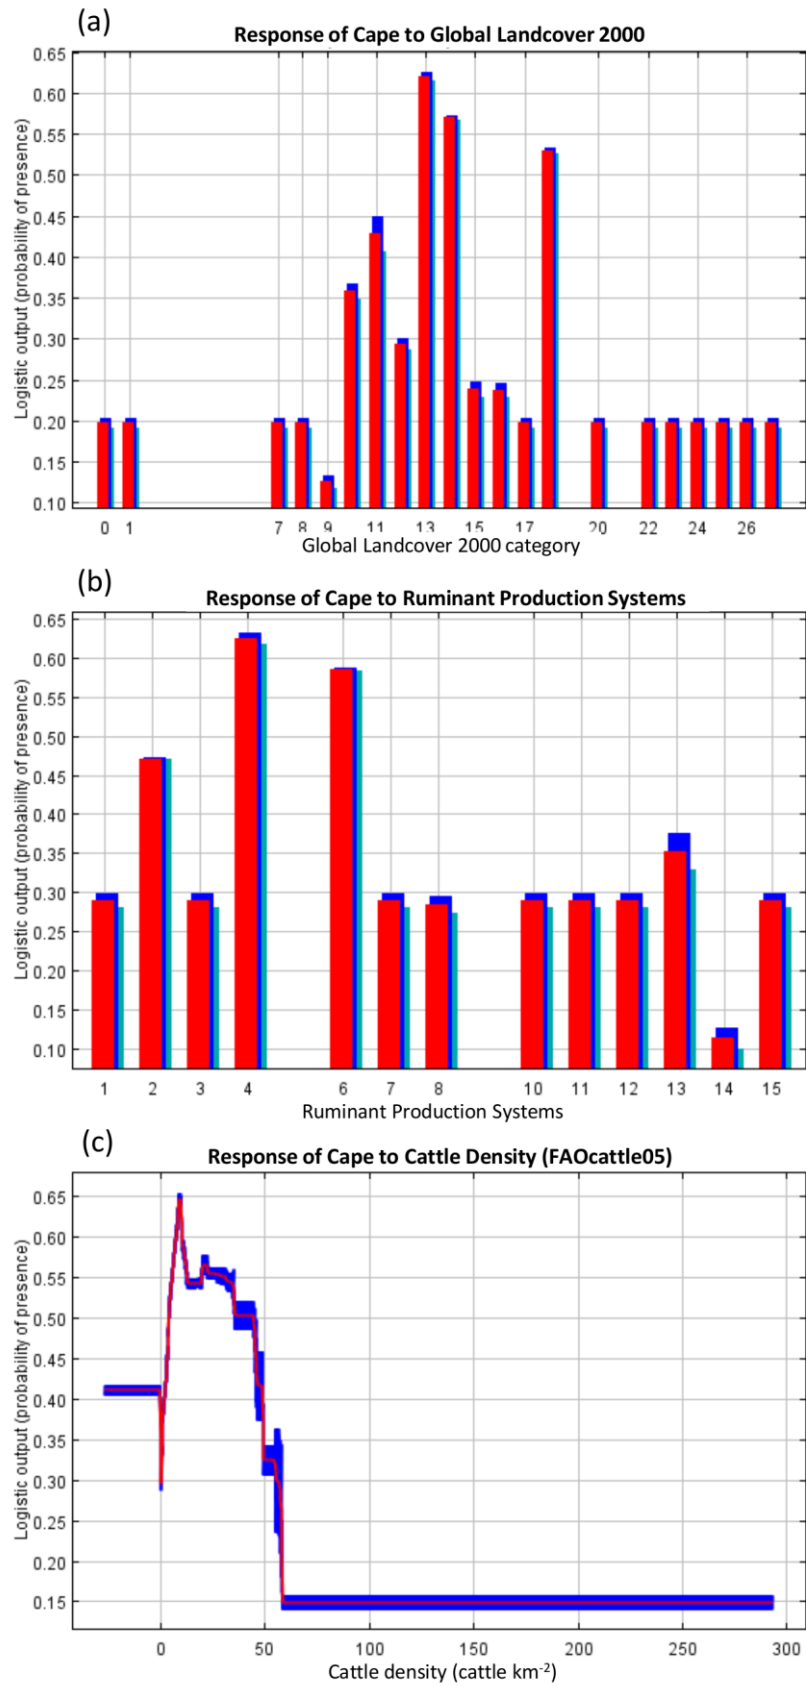 (a)
Response of Cape to Global Landcover 2000
Logistic output (probability of presence)
0.65
0.60
0.55
0.50
0.45
0.40
0.35
0.30
0.25
0.20
0.15
0.10
0 1 7 8 9 11 13 15 17 20 22 24 26
Global Landcover 2000 category
(b)
Response of Cape to Ruminant Production Systems
Logistic output (probability of presence)
0.65
0.60
0.55
0.50
0.45
0.40
0.35
0.30
0.25
0.20
0.15
0.10
1 2 3 4 6 7 8 10 11 12 13 14 15
Ruminant Production Systems
(c)
Response of Cape to Cattle Density (FAOcattle05)
Logistic output (probability of presence)
0.65
0.60
0.55
0.50
0.45
0.40
0.35
0.30
0.25
0.20
0.15
0 50 100 150 200 250 300
Cattle density (cattle km⁻²)